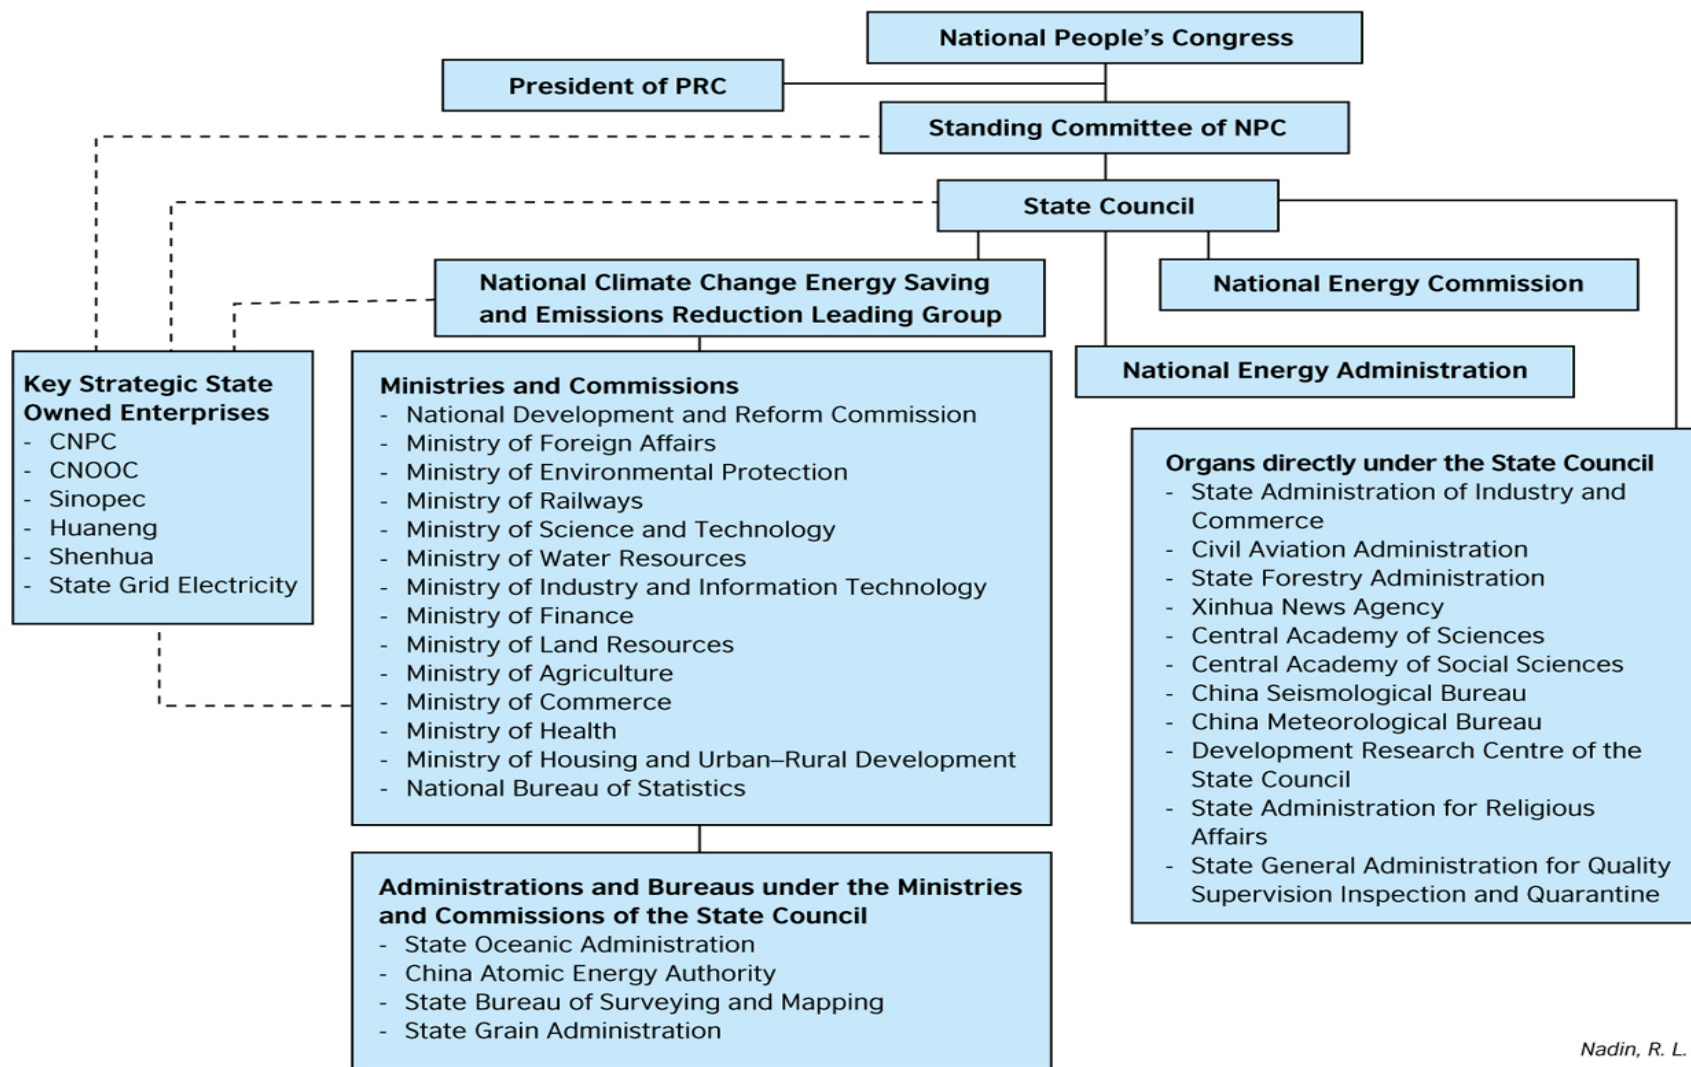 National People’s Congress
President of PRC
Standing Committee of NPC
State Council
National Climate Change Energy Saving
and Emissions Reduction Leading Group
National Energy Commission
National Energy Administration
Key Strategic State
Owned Enterprises
- CNPC
- CNOOC
- Sinopec
- Huaneng
- Shenhua
- State Grid Electricity
Ministries and Commissions
- National Development and Reform Commission
- Ministry of Foreign Affairs
- Ministry of Environmental Protection
- Ministry of Railways
- Ministry of Science and Technology
- Ministry of Water Resources
- Ministry of Industry and Information Technology
- Ministry of Finance
- Ministry of Land Resources
- Ministry of Agriculture
- Ministry of Commerce
- Ministry of Health
- Ministry of Housing and Urban–Rural Development
- National Bureau of Statistics
Organs directly under the State Council
- State Administration of Industry and
Commerce
- Civil Aviation Administration
- State Forestry Administration
- Xinhua News Agency
- Central Academy of Sciences
- Central Academy of Social Sciences
- China Seismological Bureau
- China Meteorological Bureau
- Development Research Centre of the
State Council
- State Administration for Religious
Affairs
- State General Administration for Quality
Supervision Inspection and Quarantine
Administrations and Bureaus under the Ministries
and Commissions of the State Council
- State Oceanic Administration
- China Atomic Energy Authority
- State Bureau of Surveying and Mapping
- State Grain Administration
Nadin, R. L.